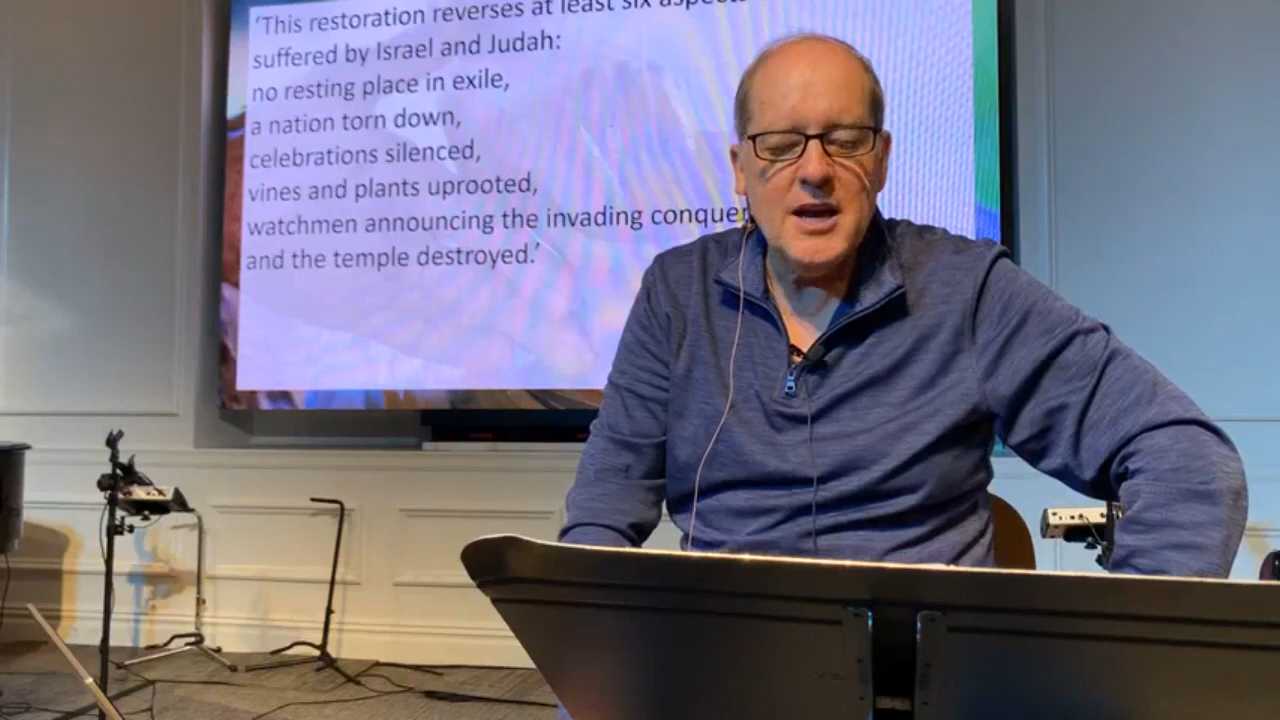 ‘This restoration reverses at least six aspects
suffered by Israel and Judah:
no resting place in exile,
a nation torn down,
celebrations silenced,
vines and plants uprooted,
watchmen announcing the invading
and the temple destroyed.’